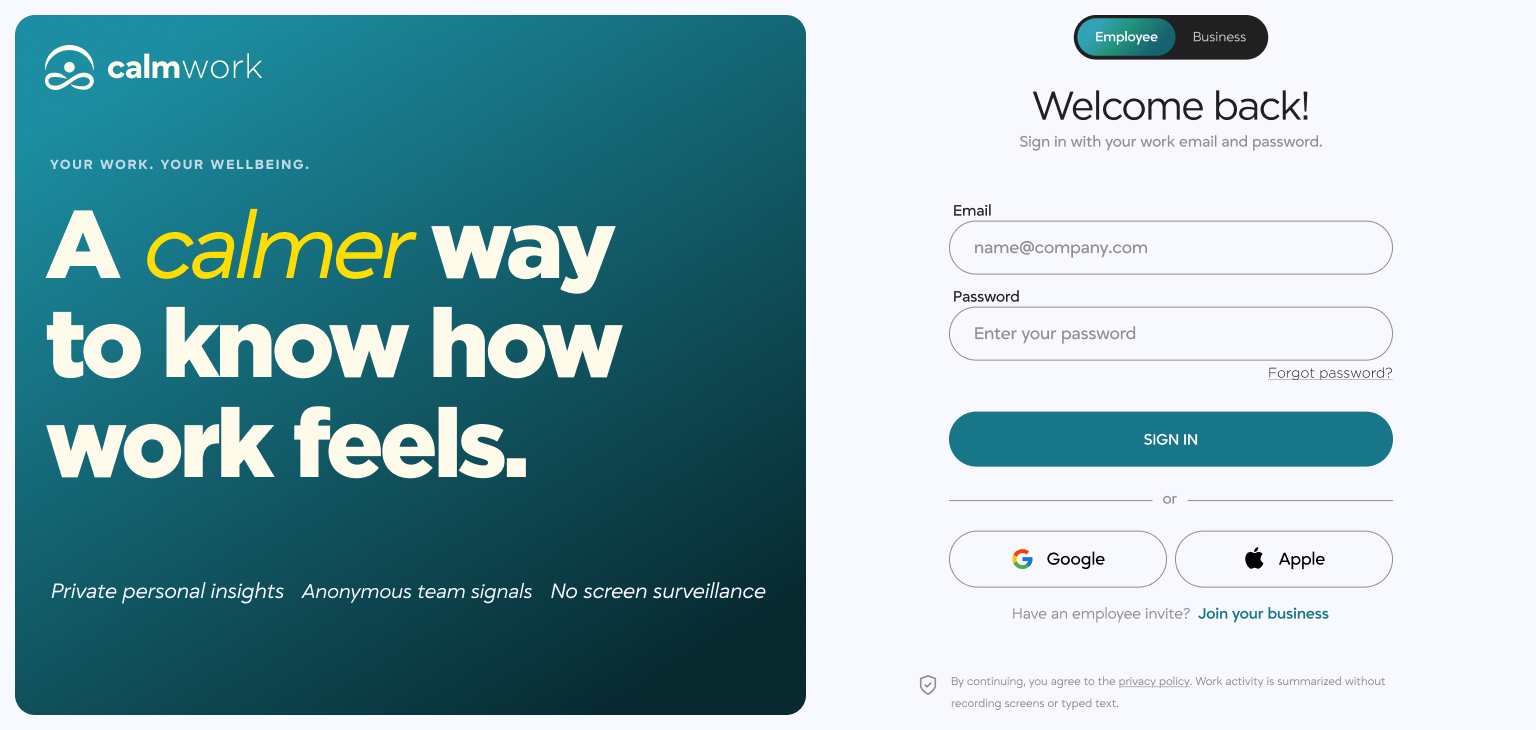 calmwork
YOUR WORK. YOUR WELLBEING.
A calmer way
to know how
work feels.
Private personal insights Anonymous team signals No screen surveillance
Employee Business
Welcome back!
Sign in with your work email and password.
Email
name@company.com
Password
Enter your password
Forgot password?
SIGN IN
or
Google Apple
Have an employee invite? Join your business
By continuing, you agree to the privacy policy. Work activity is summarized without
recording screens or typed text.